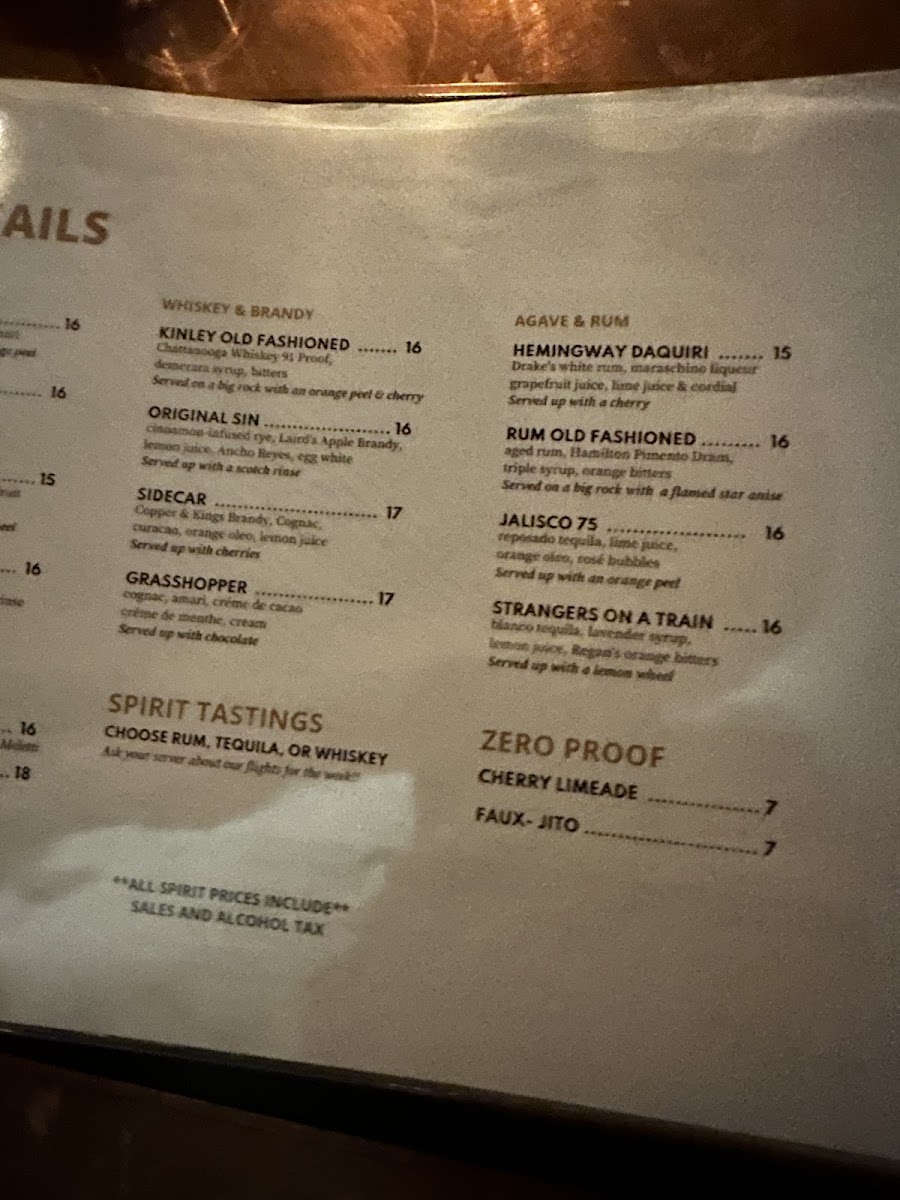 AILS
16
ge peel
16
15
peel
16
16
18
WHISKEY & BRANDY
KINLEY OLD FASHIONED ....... 16
Chattanooga Whiskey 91 Proof,
demerara syrup, bitters
Served on a big rock with an orange peel & cherry
ORIGINAL SIN .................... 16
cinnamon-infused rye, Laird's Apple Brandy,
lemon juice, Ancho Reyes, egg white
Served up with a scotch rinse
SIDECAR .......................... 17
Copper & Kings Brandy, Cognac,
curacao, orange oleo, lemon juice
Served up with cherries
GRASSHOPPER ................... 17
cognac, amari, crème de cacao
crème de menthe, cream
Served up with chocolate
SPIRIT TASTINGS
CHOOSE RUM, TEQUILA, OR WHISKEY
Ask your server about our flights for the week!!
**ALL SPIRIT PRICES INCLUDE**
SALES AND ALCOHOL TAX
AGAVE & RUM
HEMINGWAY DAQUIRI ....... 15
Drake's white rum, maraschino liqueur
grapefruit juice, lime juice & cordial
Served up with a cherry
RUM OLD FASHIONED ......... 16
aged rum, Hamilton Pimento Dram,
triple syrup, orange bitters
Served on a big rock with a flamed star anise
JALISCO 75 ...................... 16
reposado tequila, lime juice,
orange oleo, rosé bubbles
Served up with an orange peel
STRANGERS ON A TRAIN ..... 16
blanco tequila, lavender syrup,
lemon juice, Regan's orange bitters
Served up with a lemon wheel
ZERO PROOF
CHERRY LIMEADE ................ 7
FAUX- JITO ......................... 7